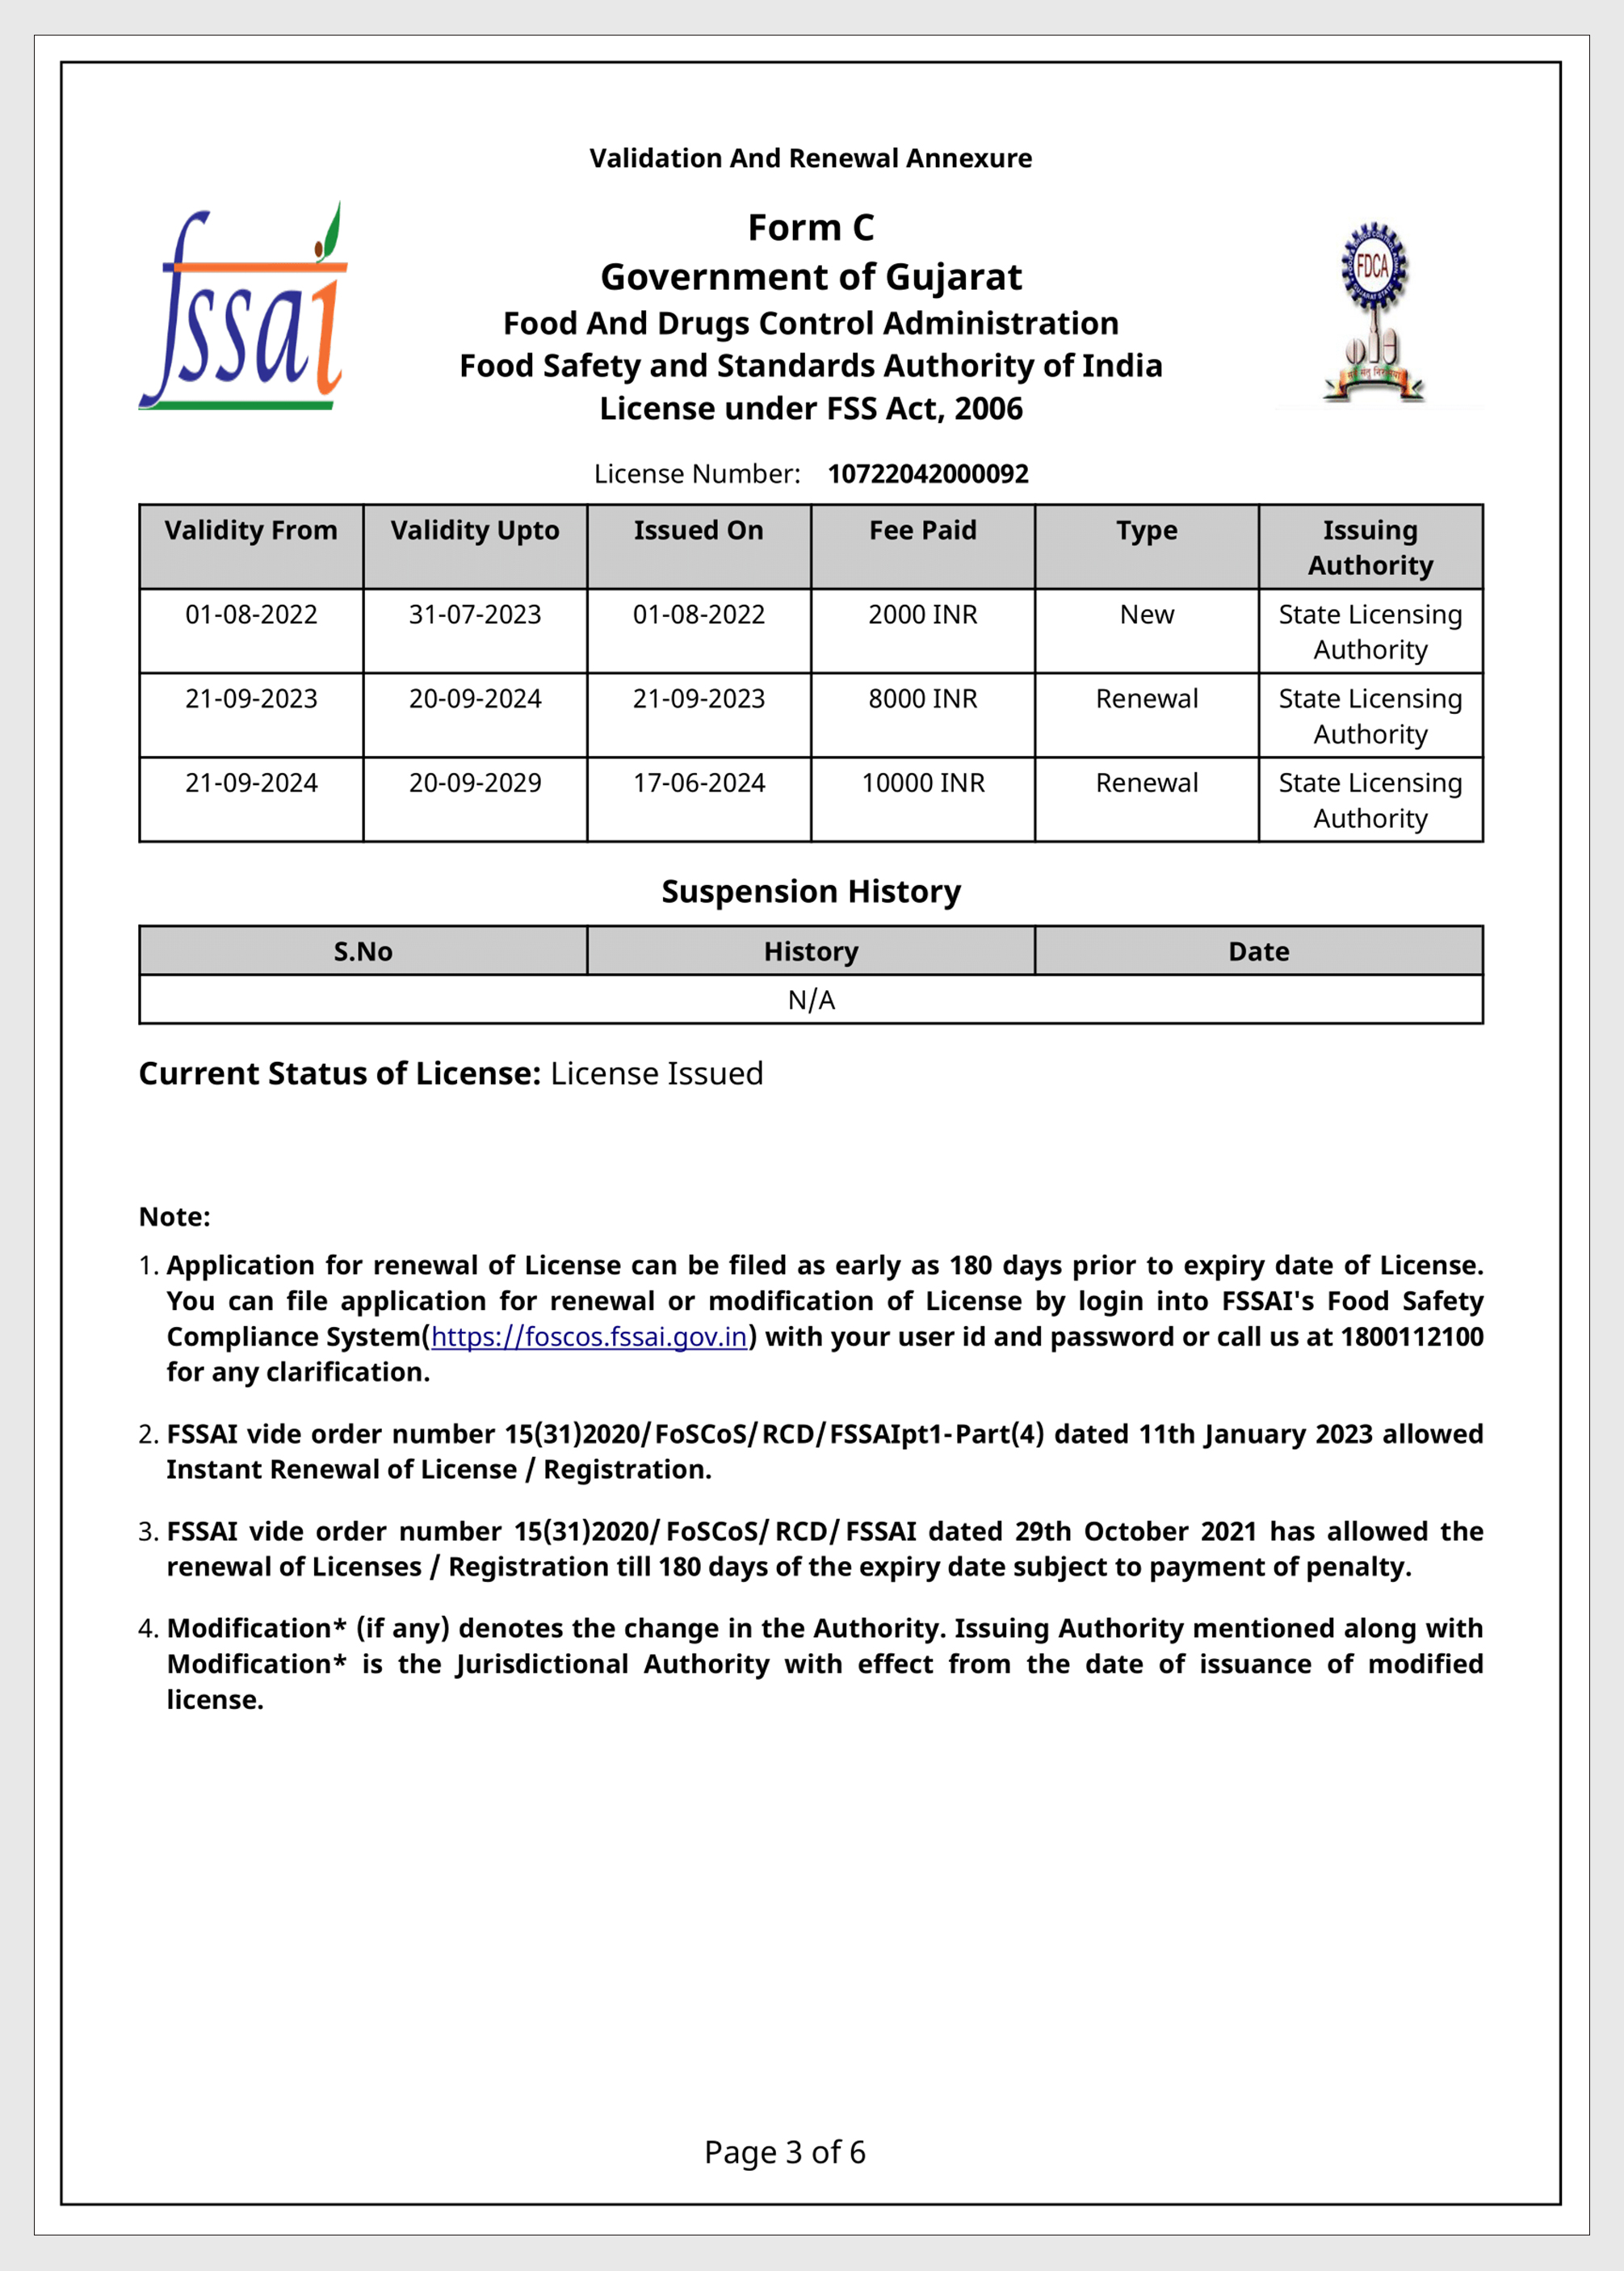 Validation And Renewal Annexure
fssai
Form C
Government of Gujarat
Food And Drugs Control Administration
Food Safety and Standards Authority of India
License under FSS Act, 2006
FDCA
License Number: 10722042000092
Validity From Validity Upto Issued On Fee Paid Type Issuing
Authority
01-08-2022 31-07-2023 01-08-2022 2000 INR New State Licensing
Authority
21-09-2023 20-09-2024 21-09-2023 8000 INR Renewal State Licensing
Authority
21-09-2024 20-09-2029 17-06-2024 10000 INR Renewal State Licensing
Authority
Suspension History
S.No History Date
N/A
Current Status of License: License Issued
Note:
1. Application for renewal of License can be filed as early as 180 days prior to expiry date of License.
You can file application for renewal or modification of License by login into FSSAI's Food Safety
Compliance System(https://foscos.fssai.gov.in) with your user id and password or call us at 1800112100
for any clarification.
2. FSSAI vide order number 15(31)2020/FoSCoS/RCD/FSSAIpt1-Part(4) dated 11th January 2023 allowed
Instant Renewal of License / Registration.
3. FSSAI vide order number 15(31)2020/FoSCoS/RCD/FSSAI dated 29th October 2021 has allowed the
renewal of Licenses / Registration till 180 days of the expiry date subject to payment of penalty.
4. Modification* (if any) denotes the change in the Authority. Issuing Authority mentioned along with
Modification* is the Jurisdictional Authority with effect from the date of issuance of modified
license.
Page 3 of 6